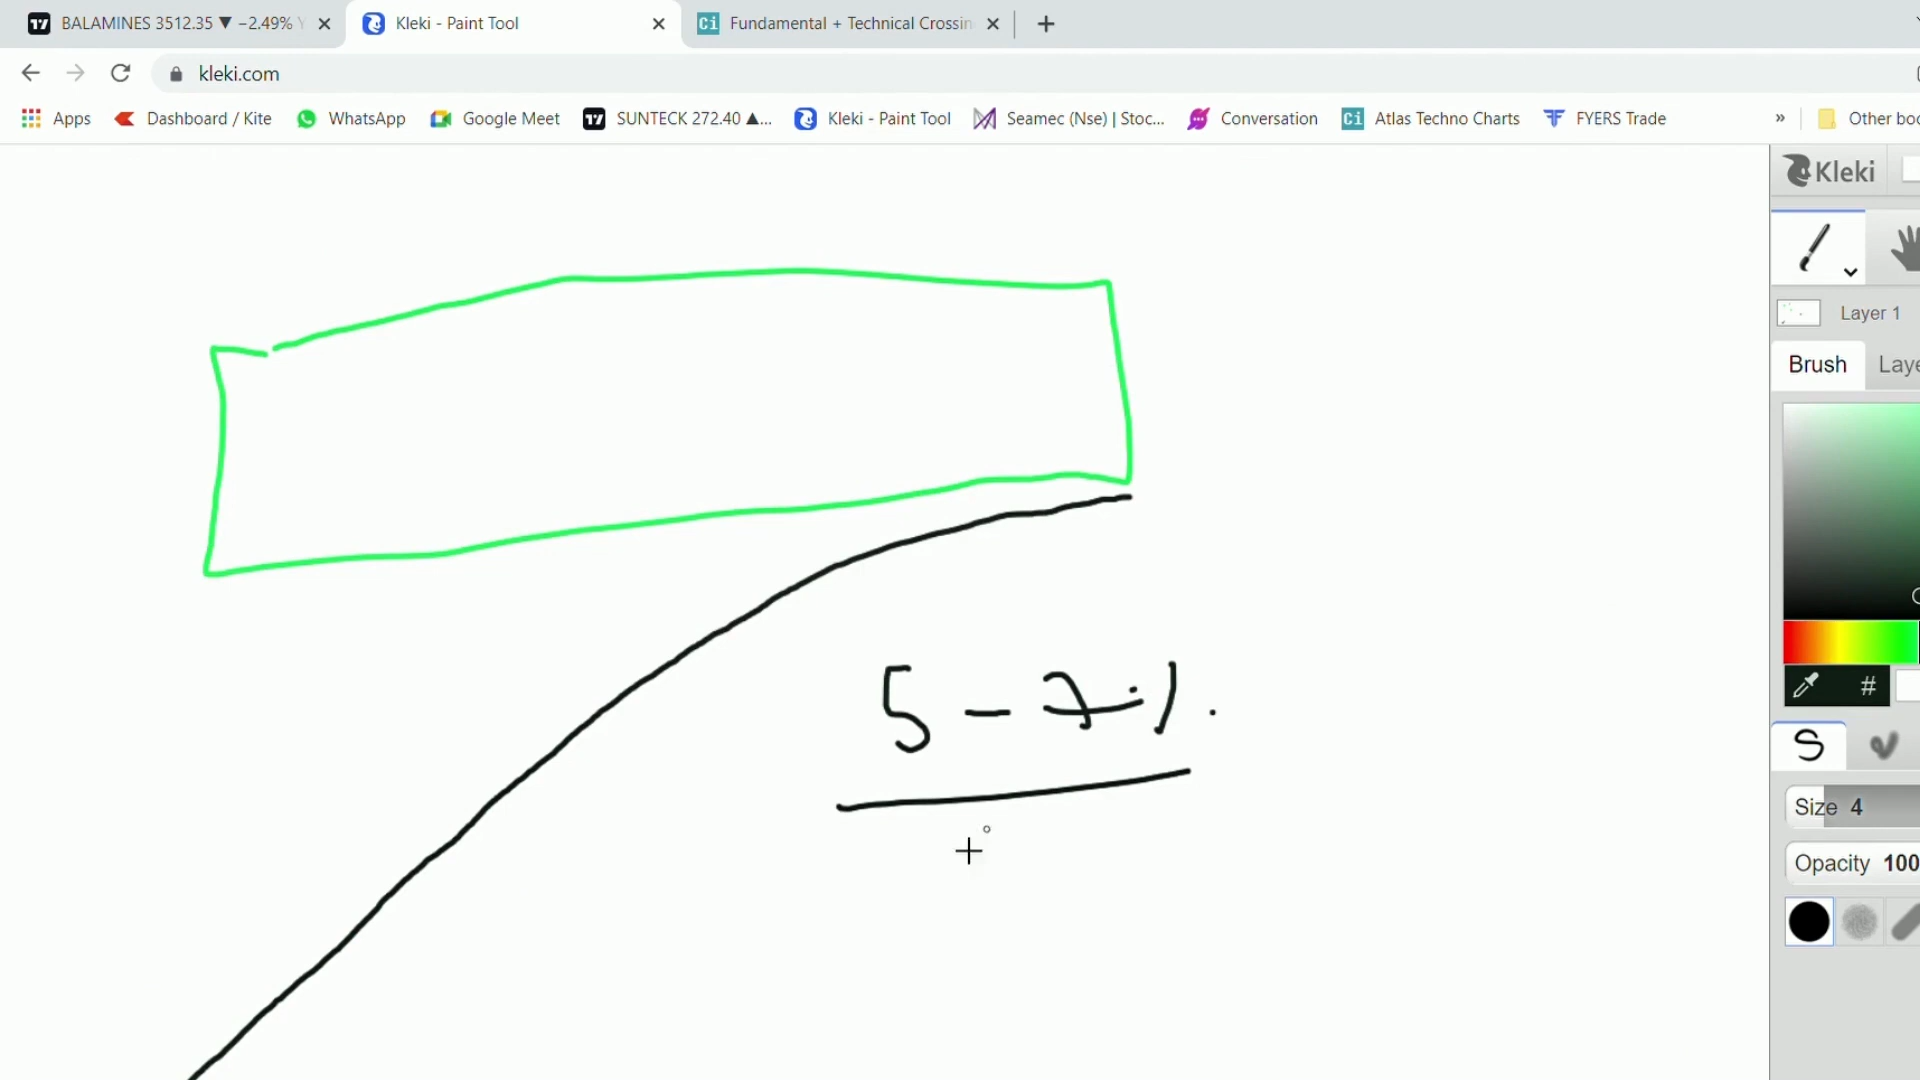 BALAMINES 3512.35 ▼ −2.49%
Kleki - Paint Tool
Fundamental + Technical Crossin
kleki.com
Apps
Dashboard / Kite
WhatsApp
Google Meet
SUNTECK 272.40 ▲...
Kleki - Paint Tool
Seamec (Nse) | Stoc...
Conversation
Ci Atlas Techno Charts
FYERS Trade
»
Other boo
Kleki
Layer 1
Brush
Laye
#
5 - 7 %.
Size 4
Opacity 100